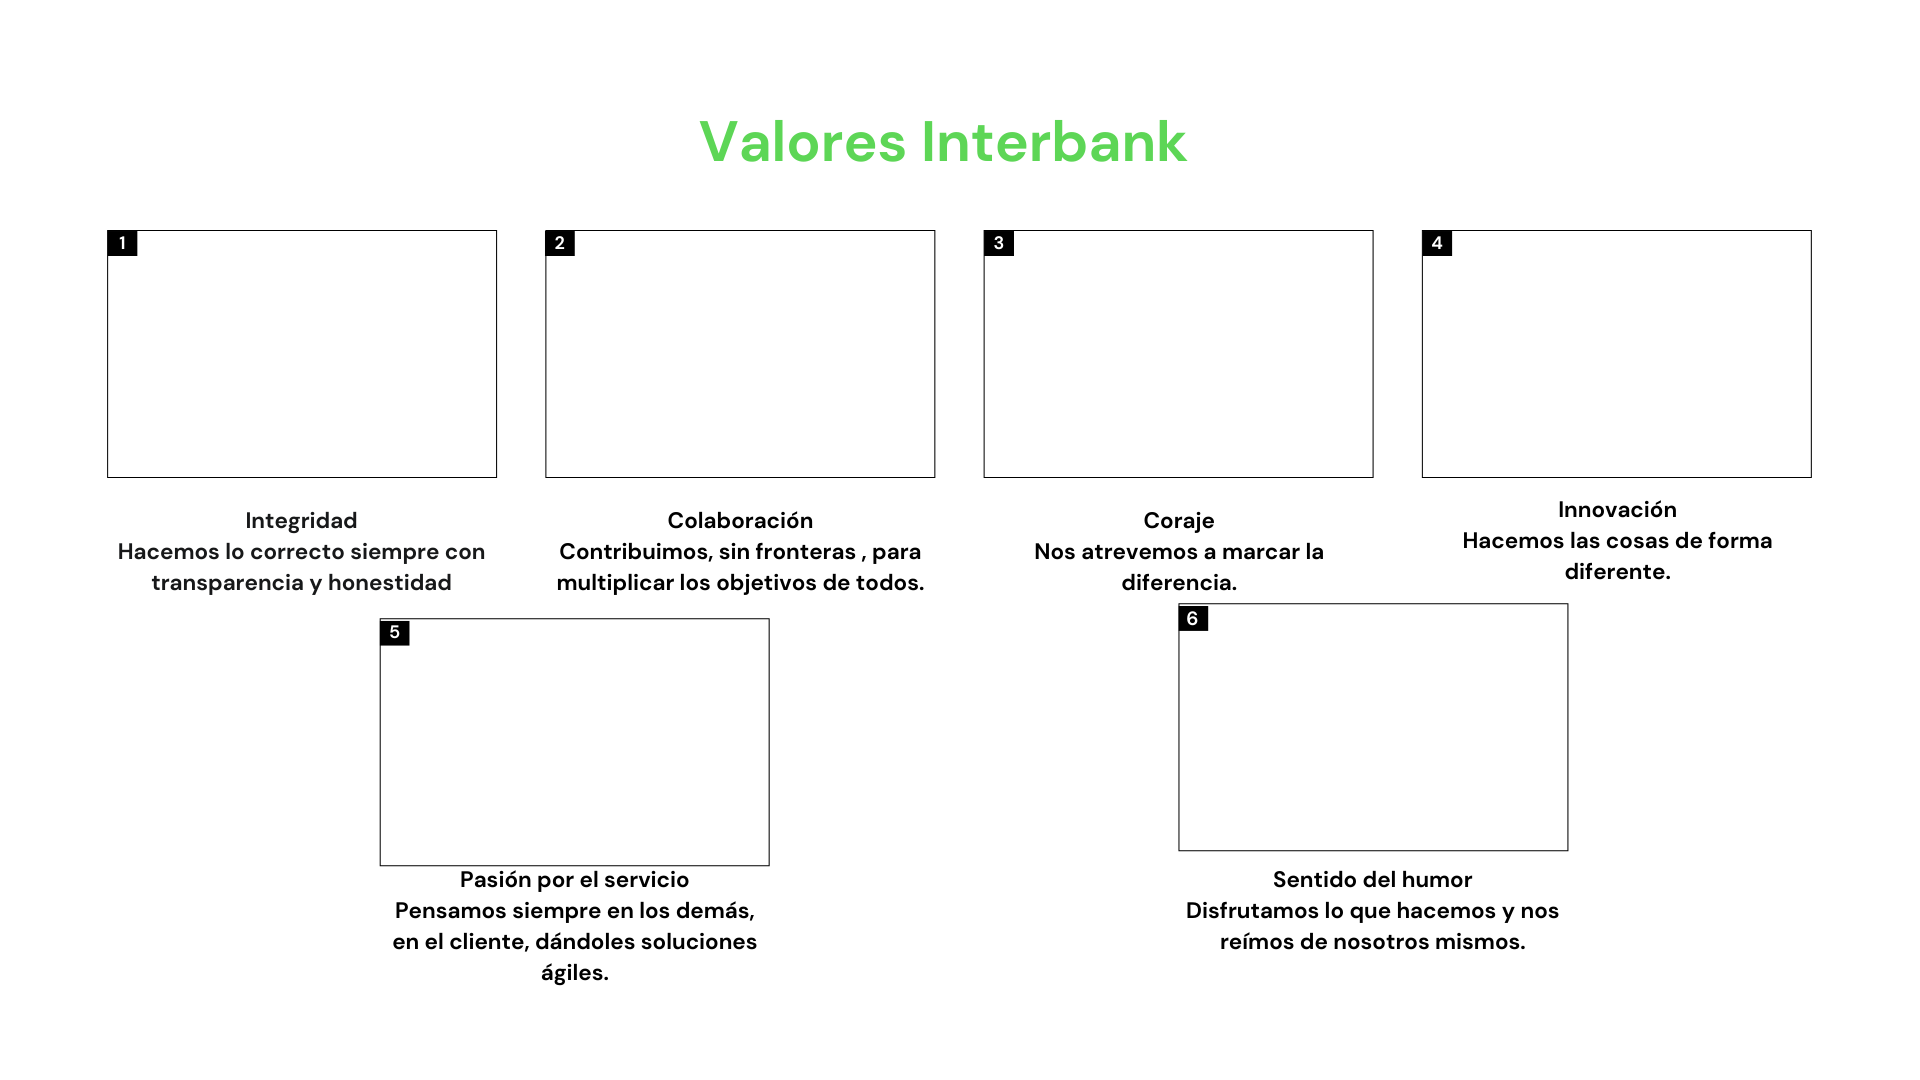 Valores Interbank
1
2
3
4
Integridad
Hacemos lo correcto siempre con
transparencia y honestidad
Colaboración
Contribuimos, sin fronteras , para
multiplicar los objetivos de todos.
Coraje
Nos atrevemos a marcar la
diferencia.
Innovación
Hacemos las cosas de forma
diferente.
5
6
Pasión por el servicio
Pensamos siempre en los demás,
en el cliente, dándoles soluciones
ágiles.
Sentido del humor
Disfrutamos lo que hacemos y nos
reímos de nosotros mismos.